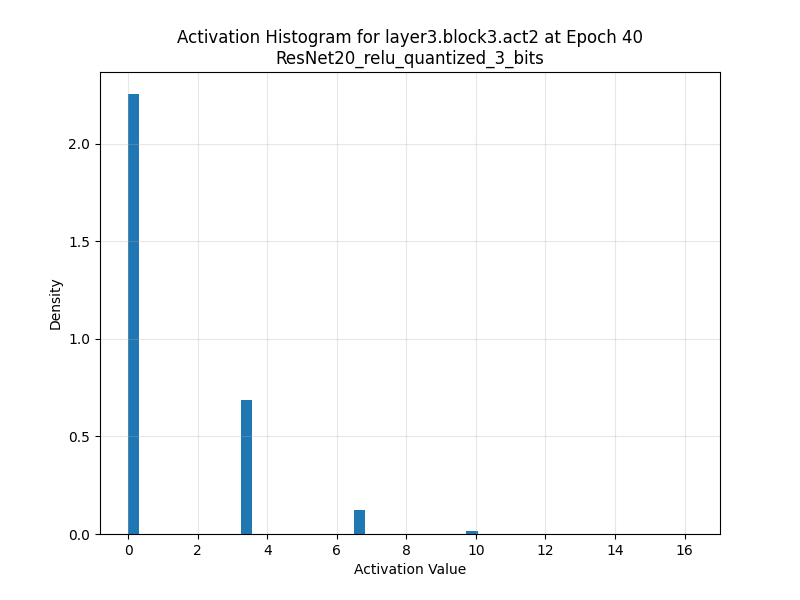 Activation Histogram for layer3.block3.act2 at Epoch 40
ResNet20_relu_quantized_3_bits
2.0
1.5
1.0
0.5
0.0
Density
0 2 4 6 8 10 12 14 16
Activation Value